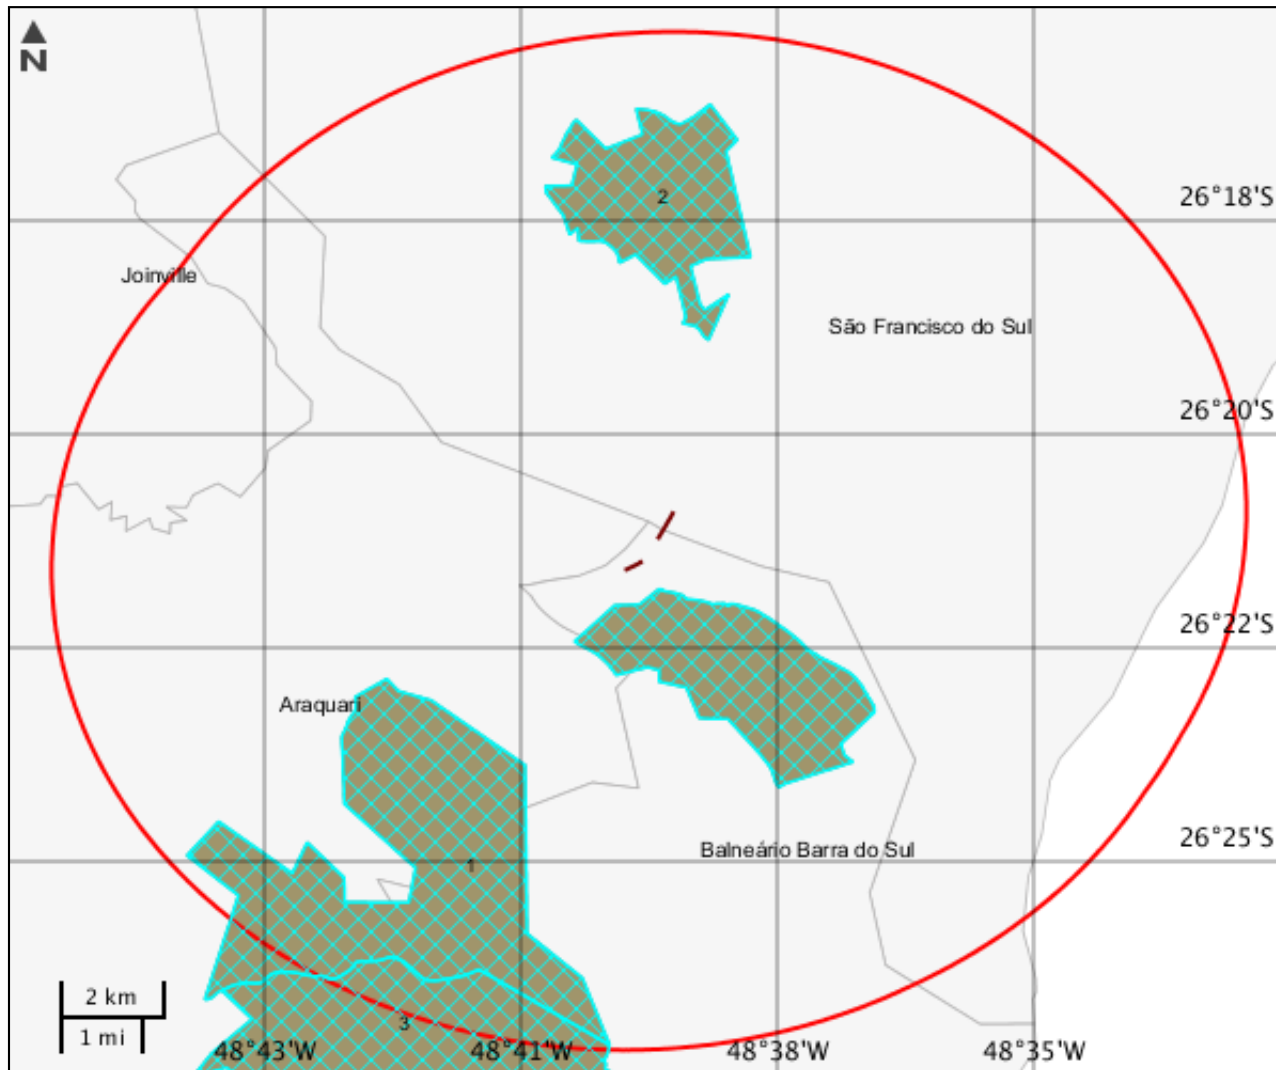 N
2
26°18'S
Joinville
São Francisco do Sul
26°20'S
26°22'S
Araquari
26°25'S
Balneário Barra do Sul
1
2 km
1 mi
3
48°43'W
48°41'W
48°38'W
48°35'W